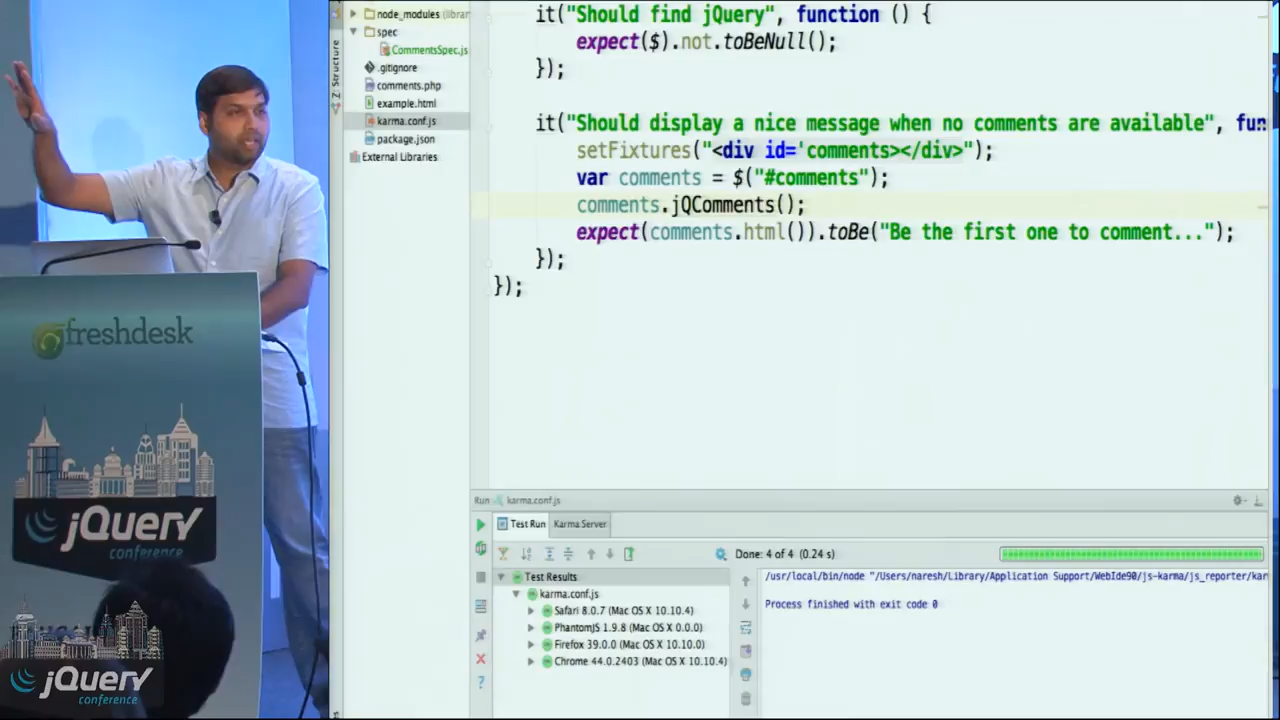 freshdesk
jQuery
conference
jQuery
conference
Z: Structure
node_modules (librar
spec
CommentsSpec.js
.gitignore
comments.php
example.html
karma.conf.js
package.json
External Libraries
it("Should find jQuery", function () {
expect($).not.toBeNull();
});
it("Should display a nice message when no comments are available", fun
setFixtures("<div id='comments></div>");
var comments = $("#comments");
comments.jQComments();
expect(comments.html()).toBe("Be the first one to comment...");
});
});
Run karma.conf.js
Test Run Karma Server
Done: 4 of 4 (0.24 s)
Test Results
karma.conf.js
Safari 8.0.7 (Mac OS X 10.10.4)
PhantomJS 1.9.8 (Mac OS X 0.0.0)
Firefox 39.0.0 (Mac OS X 10.10.0)
Chrome 44.0.2403 (Mac OS X 10.10.4)
/usr/local/bin/node "/Users/naresh/Library/Application Support/WebIde90/js-karma/js_reporter/kar
Process finished with exit code 0